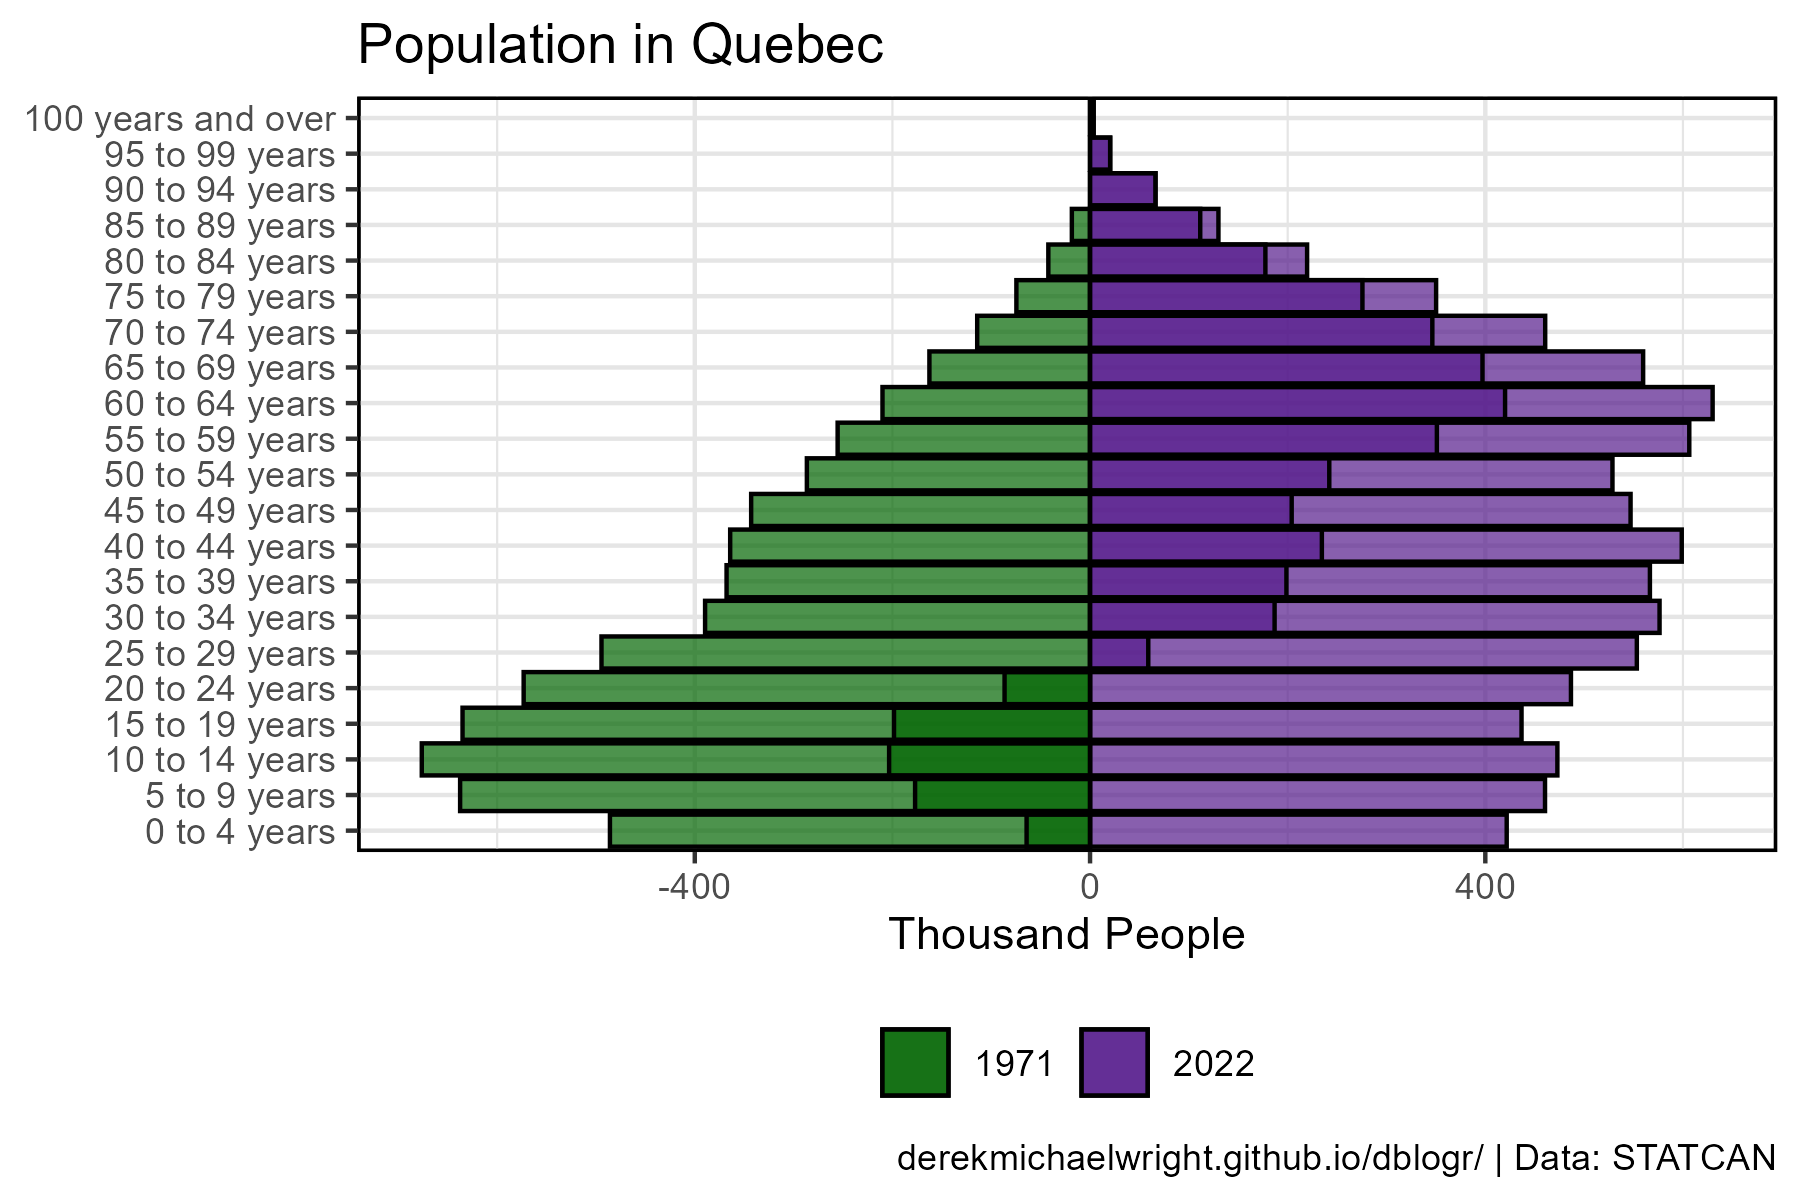 Population in Quebec
100 years and over
95 to 99 years
90 to 94 years
85 to 89 years
80 to 84 years
75 to 79 years
70 to 74 years
65 to 69 years
60 to 64 years
55 to 59 years
50 to 54 years
45 to 49 years
40 to 44 years
35 to 39 years
30 to 34 years
25 to 29 years
20 to 24 years
15 to 19 years
10 to 14 years
5 to 9 years
0 to 4 years
-400 0 400
Thousand People
1971 2022
derekmichaelwright.github.io/dblogr/ | Data: STATCAN